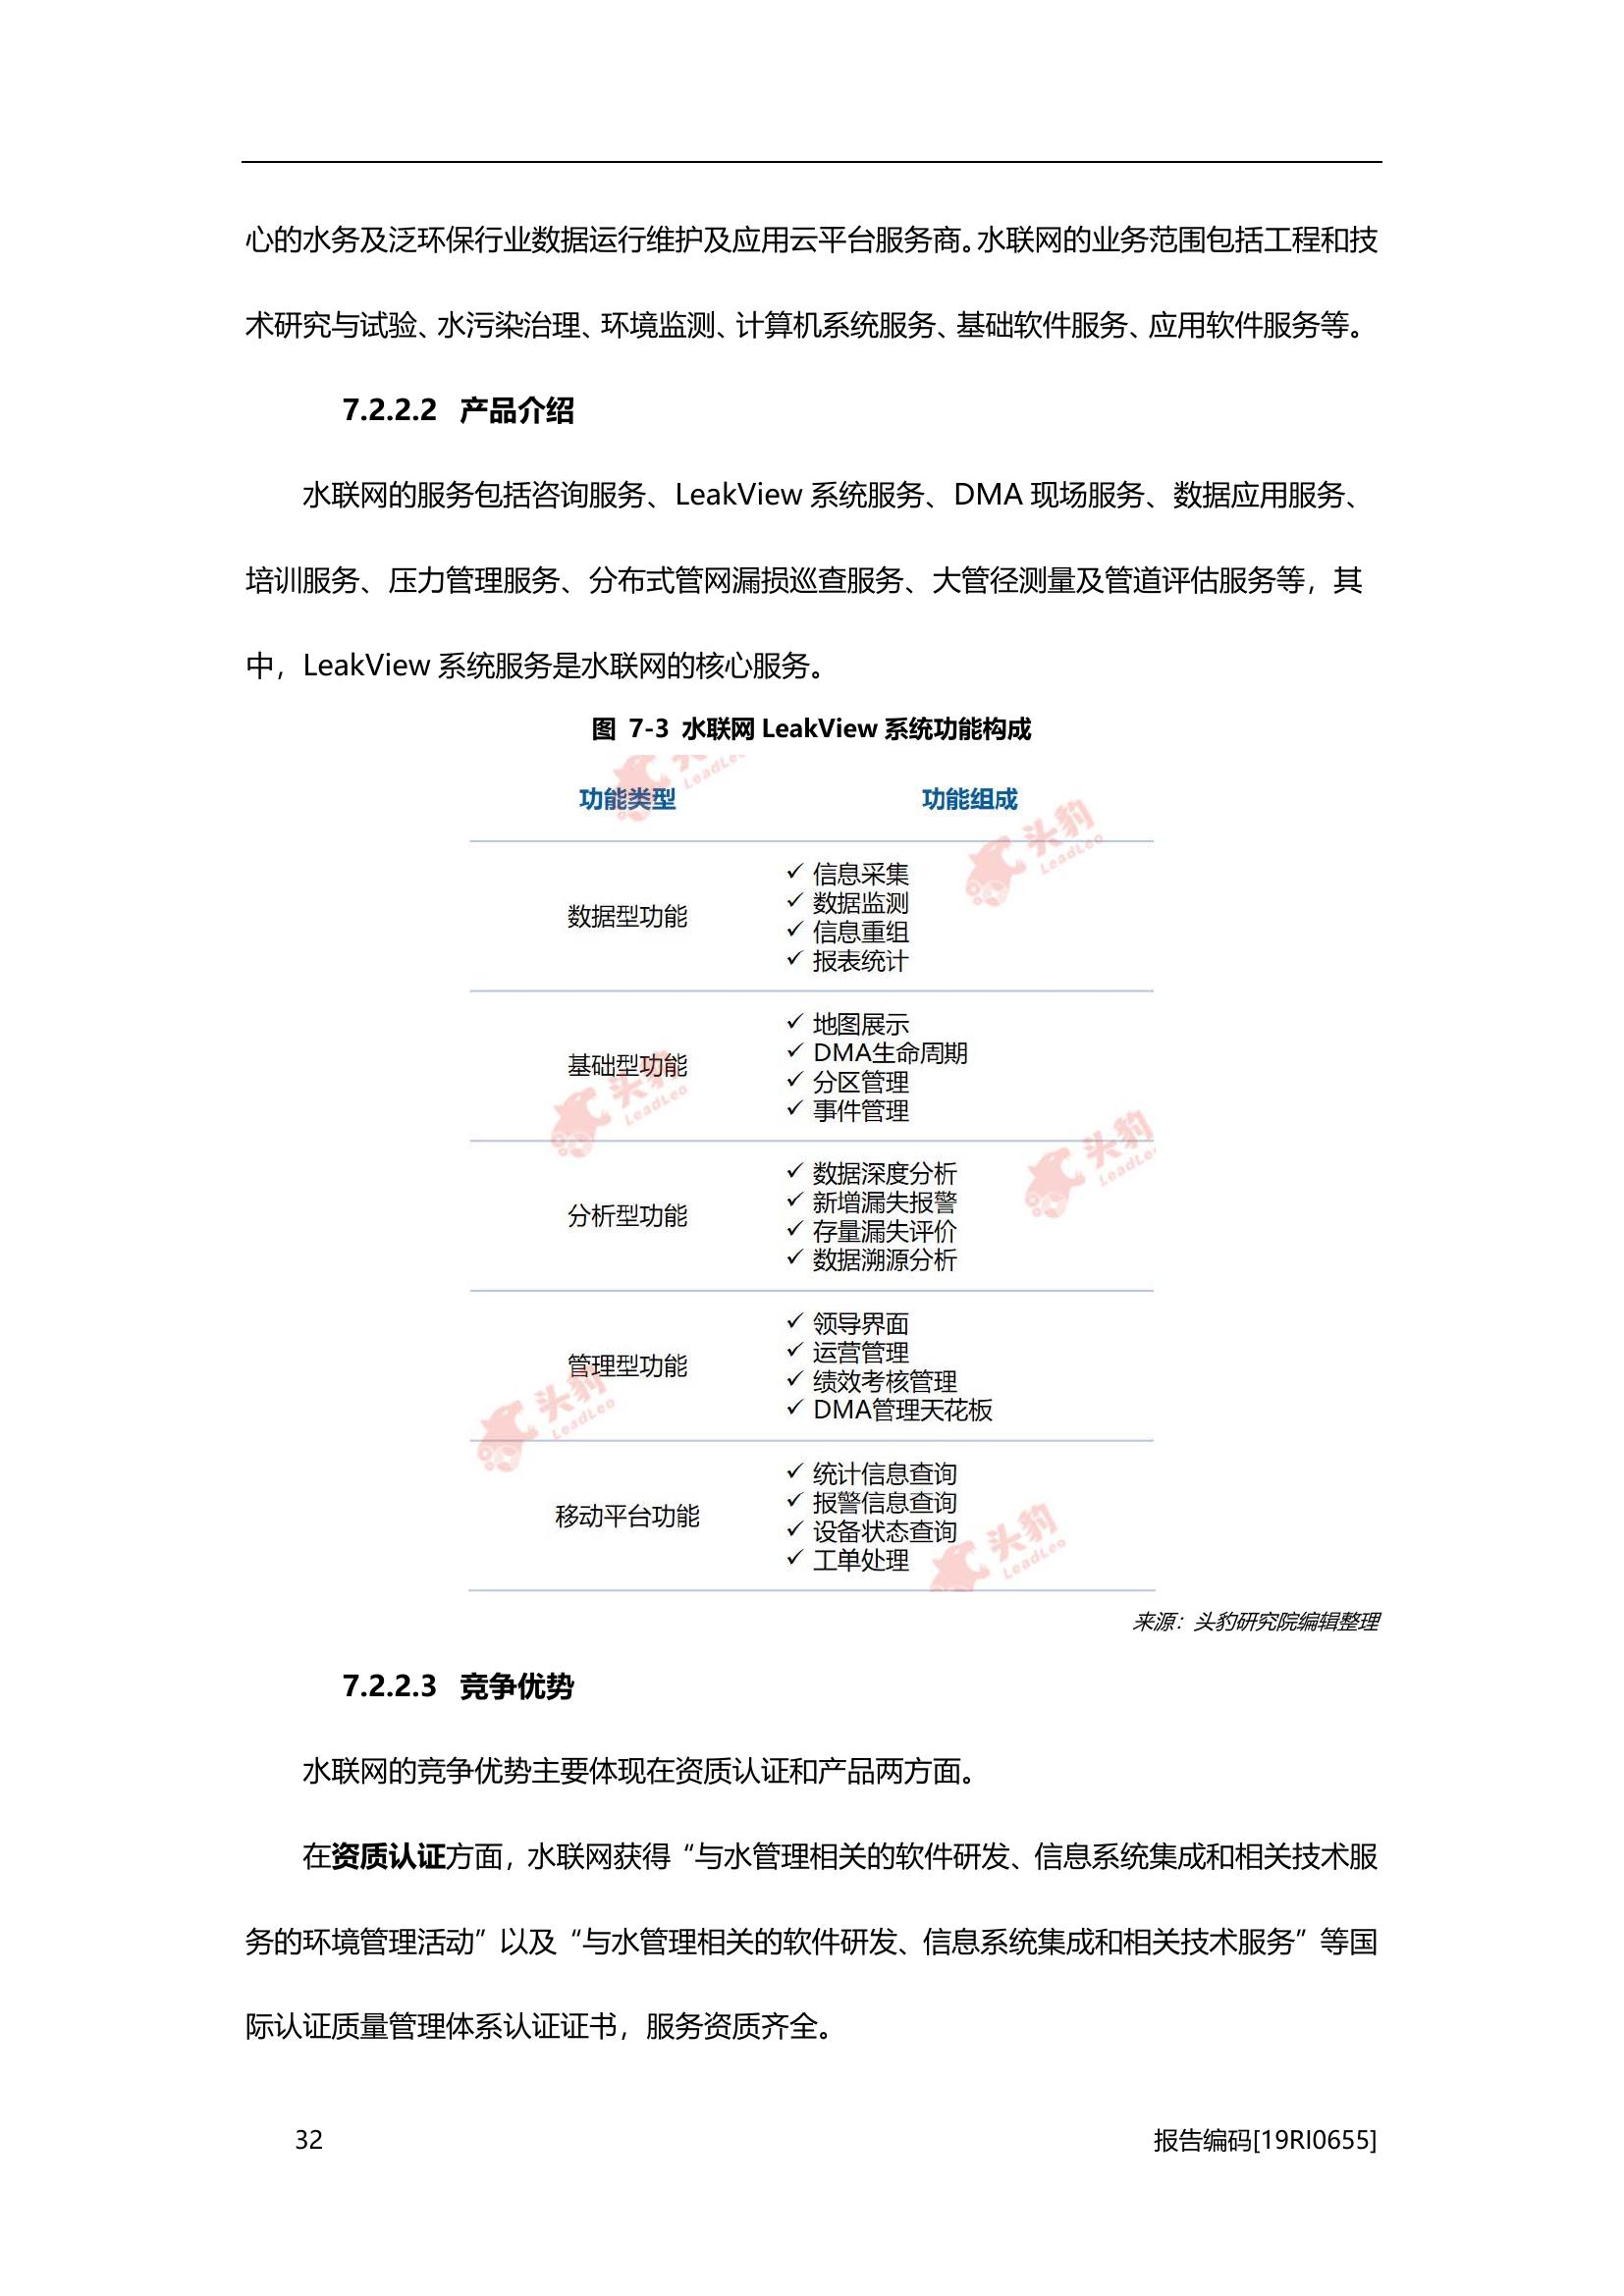 心的水务及泛环保行业数据运行维护及应用云平台服务商。水联网的业务范围包括工程和技
术研究与试验、水污染治理、环境监测、计算机系统服务、基础软件服务、应用软件服务等。
7.2.2.2 产品介绍
水联网的服务包括咨询服务、LeakView 系统服务、DMA 现场服务、数据应用服务、
培训服务、压力管理服务、分布式管网漏损巡查服务、大管径测量及管道评估服务等，其
中，LeakView 系统服务是水联网的核心服务。
图 7-3 水联网 LeakView 系统功能构成
功能类型 功能组成
数据型功能
✓ 信息采集
✓ 数据监测
✓ 信息重组
✓ 报表统计
基础型功能
✓ 地图展示
✓ DMA生命周期
✓ 分区管理
✓ 事件管理
分析型功能
✓ 数据深度分析
✓ 新增漏失报警
✓ 存量漏失评价
✓ 数据溯源分析
管理型功能
✓ 领导界面
✓ 运营管理
✓ 绩效考核管理
✓ DMA管理天花板
移动平台功能
✓ 统计信息查询
✓ 报警信息查询
✓ 设备状态查询
✓ 工单处理
头豹
LeadLeo
来源：头豹研究院编辑整理
7.2.2.3 竞争优势
水联网的竞争优势主要体现在资质认证和产品两方面。
在资质认证方面，水联网获得“与水管理相关的软件研发、信息系统集成和相关技术服
务的环境管理活动”以及“与水管理相关的软件研发、信息系统集成和相关技术服务”等国
际认证质量管理体系认证证书，服务资质齐全。
32 报告编码[19RI0655]